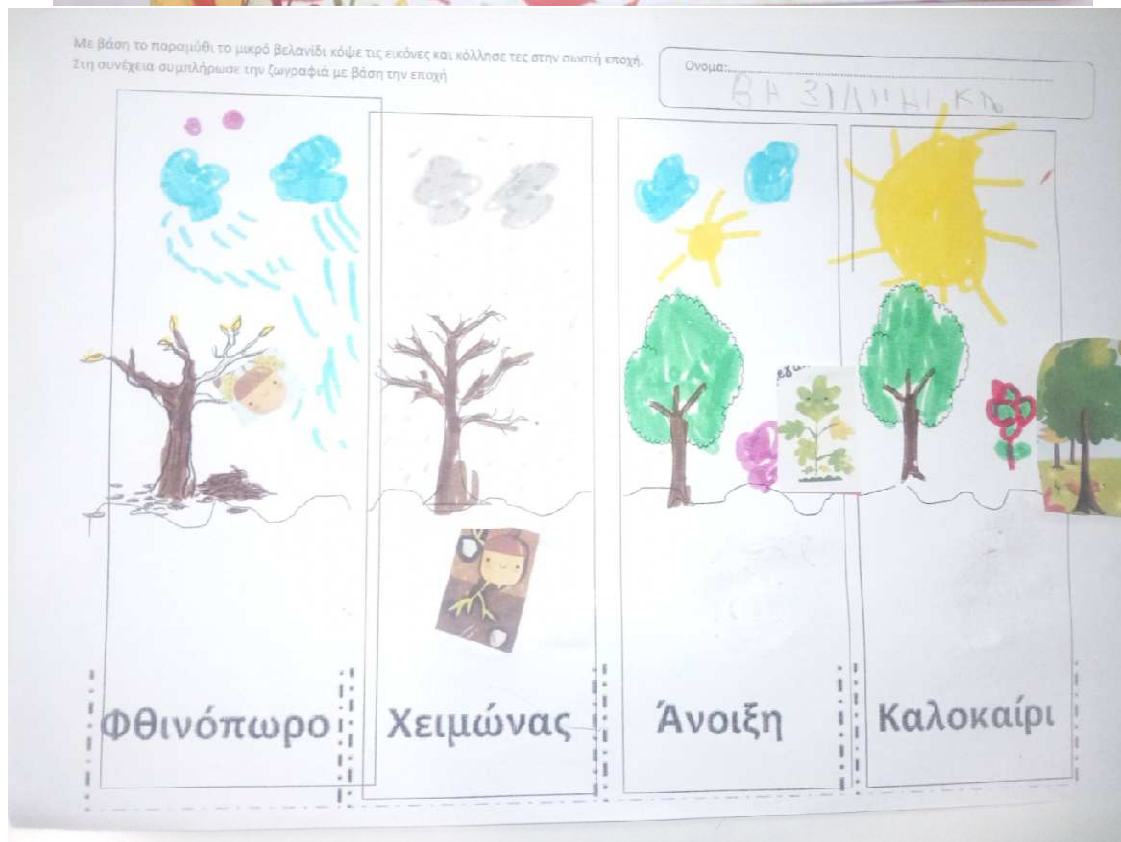 Με βάση το παραμύθι το μικρό βελανίδι κόψε τις εικόνες και κόλλησε τες στην σωστή εποχή.
Στη συνέχεια συμπλήρωσε την ζωγραφιά με βάση την εποχή
Όνομα:
Φθινόπωρο
Χειμώνας
Άνοιξη
Καλοκαίρι